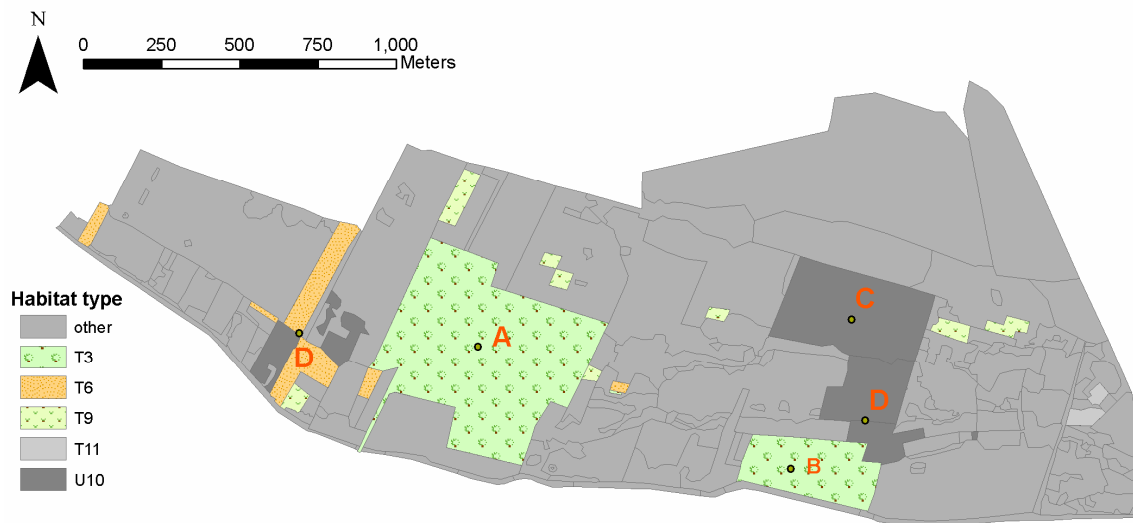 N
0 250 500 750 1,000
Meters
Habitat type
other
T3
T6
T9
T11
U10
A
B
C
D
D